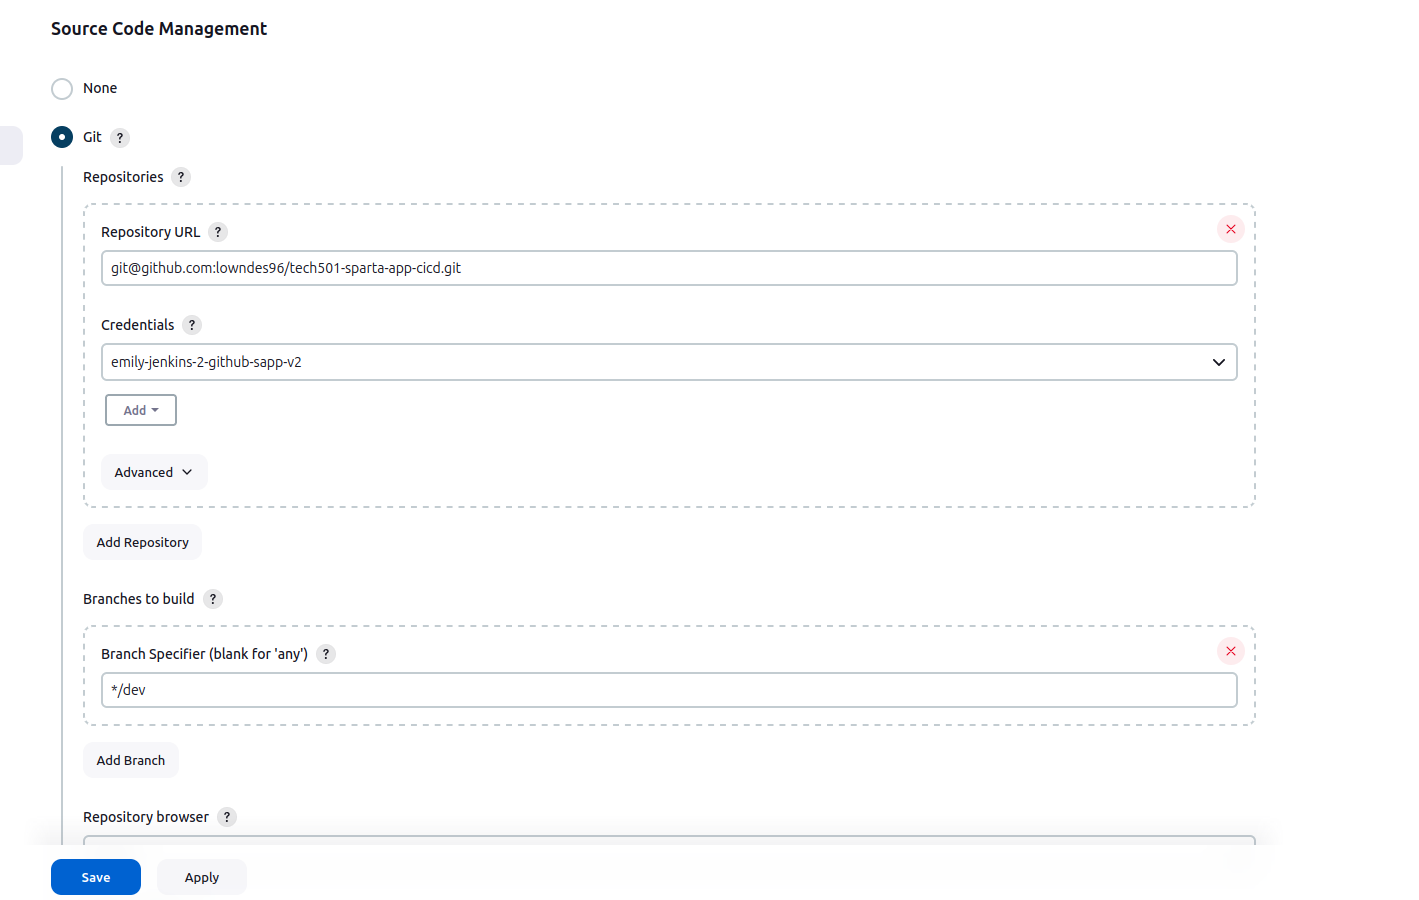 Source Code Management
None
Git ?
Repositories ?
Repository URL ?
git@github.com:lowndes96/tech501-sparta-app-cicd.git
Credentials ?
emily-jenkins-2-github-sapp-v2
Add
Advanced
Add Repository
Branches to build ?
Branch Specifier (blank for 'any') ?
*/dev
Add Branch
Repository browser ?
Save Apply